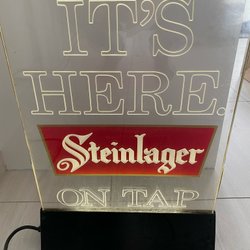 IT'S
HERE.
Steinlager
ON TAP